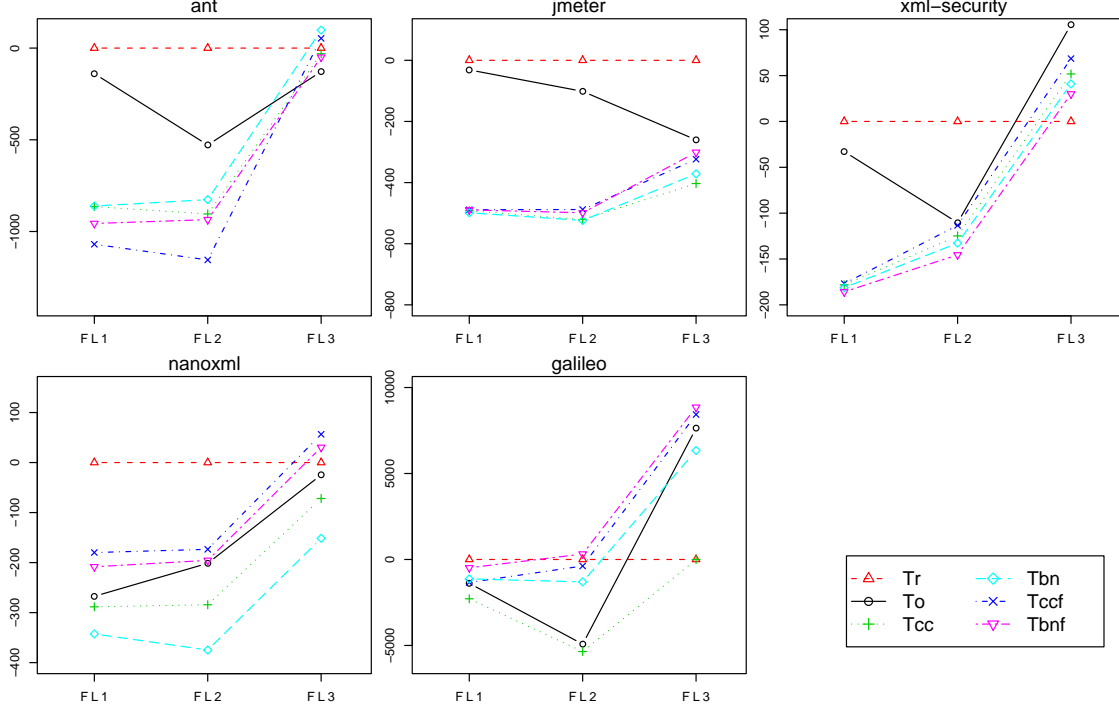 ant
0
−500
−1000
FL1
FL2
FL3
jmeter
0
−200
−400
−600
−800
FL1
FL2
FL3
xml−security
100
50
0
−50
−100
−150
−200
FL1
FL2
FL3
nanoxml
100
0
−100
−200
−300
−400
FL1
FL2
FL3
galileo
10000
5000
0
−5000
FL1
FL2
FL3
Tr
To
Tcc
Tbn
Tccf
Tbnf